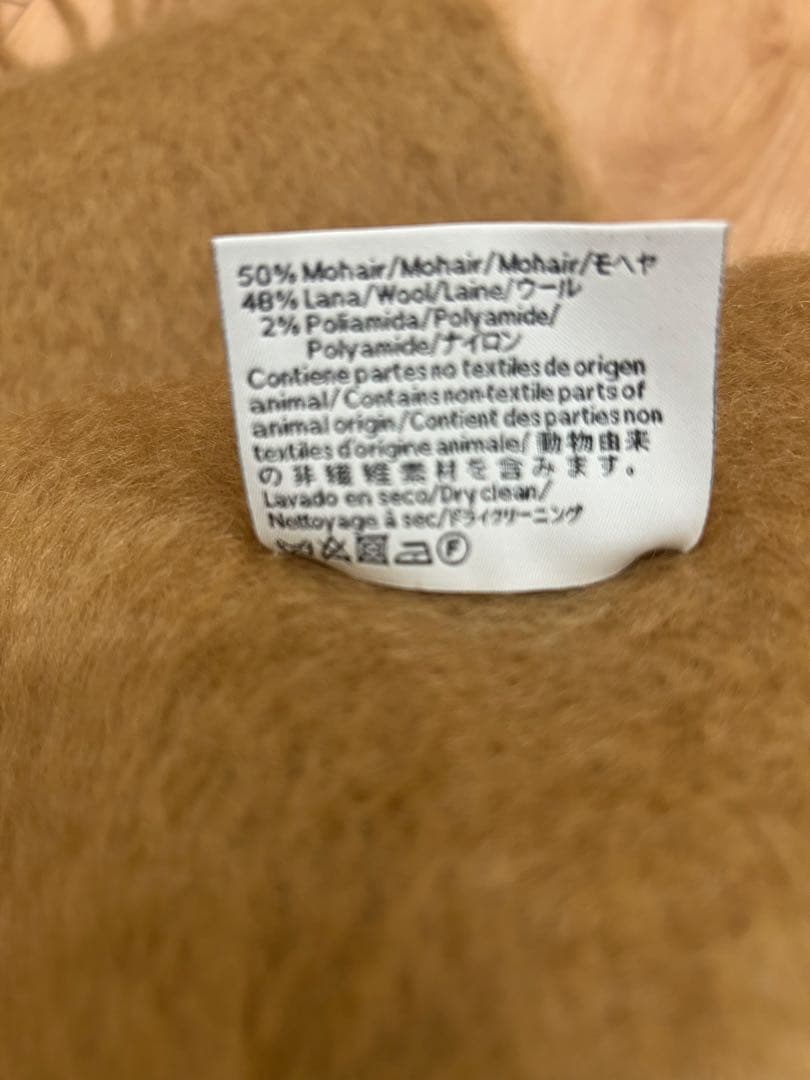 50% Mohair/Mohair/Mohair/モヘヤ
48% Lana/Wool/Laine/ウール
2% Poliamida/Polyamide/
Polyamide/ナイロン
Contiene partes no textiles de origen
animal/Contains non-textile parts of
animal origin/Contient des parties non
textiles d'origine animale/動物由来
の非繊維素材を含みます。
Lavado en seco/Dry clean/
Nettoyage à sec/ドライクリーニング
F